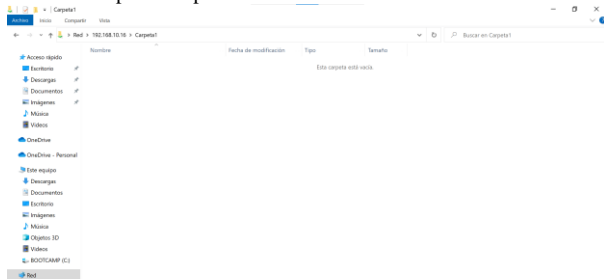 Carpeta1
Archivo Inicio Compartir Vista
Red > 192.168.10.16 > Carpeta1
Buscar en Carpeta1
Nombre Fecha de modificación Tipo Tamaño
Esta carpeta está vacía.
Acceso rápido
Escritorio
Descargas
Documentos
Imágenes
Música
Videos
OneDrive
OneDrive - Personal
Este equipo
Descargas
Documentos
Escritorio
Imágenes
Música
Objetos 3D
Videos
BOOTCAMP (C:)
Red